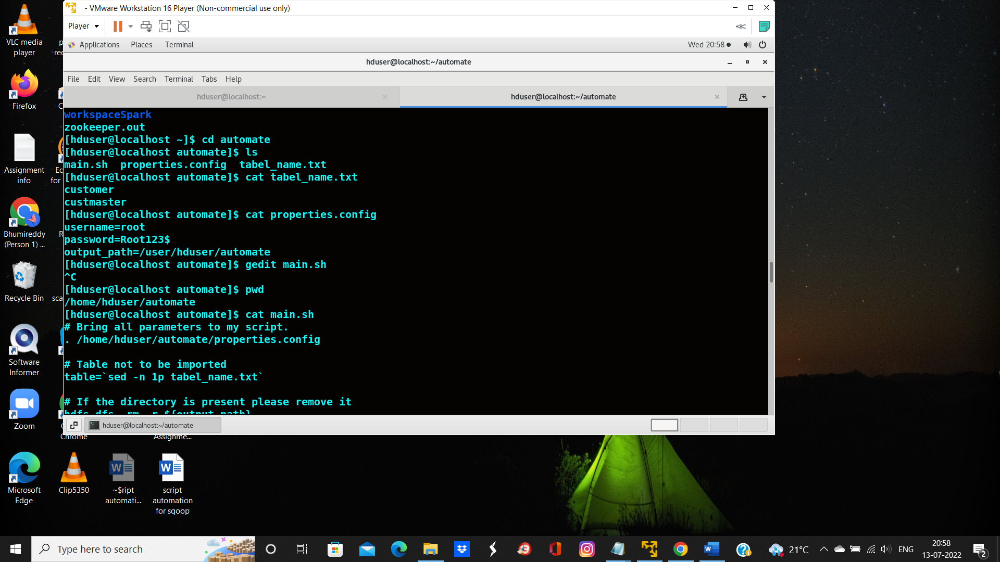 - VMware Workstation 16 Player (Non-commercial use only)
Player
Applications Places Terminal
Wed 20:58
hduser@localhost:~/automate
File Edit View Search Terminal Tabs Help
hduser@localhost:~
hduser@localhost:~/automate
workspaceSpark
zookeeper.out
[hduser@localhost ~]$ cd automate
[hduser@localhost automate]$ ls
main.sh properties.config tabel_name.txt
[hduser@localhost automate]$ cat tabel_name.txt
customer
custmaster
[hduser@localhost automate]$ cat properties.config
username=root
password=Root123$
output_path=/user/hduser/automate
[hduser@localhost automate]$ gedit main.sh
^C
[hduser@localhost automate]$ pwd
/home/hduser/automate
[hduser@localhost automate]$ cat main.sh
# Bring all parameters to my script.
. /home/hduser/automate/properties.config
# Table not to be imported
table=`sed -n 1p tabel_name.txt`
# If the directory is present please remove it
hdfs dfs -rm -r ${output_path}
hduser@localhost:~/automate
VLC media
player
Firefox
Assignment
info
Bhumireddy
(Person 1) ...
Recycle Bin
Software
Informer
Zoom
Chrome
Assignme...
Microsoft
Edge
Clip5350
~$ript
automati...
script
automation
for sqoop
Type here to search
21°C
ENG
20:58
13-07-2022
2